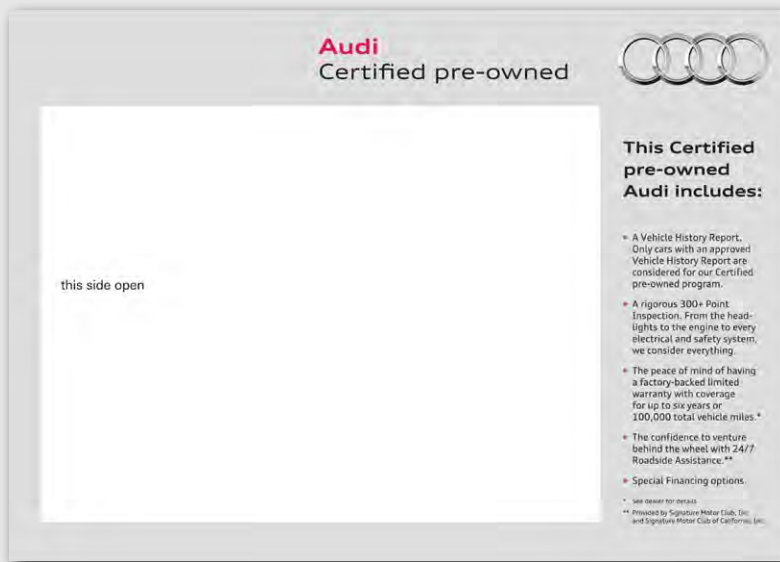 Audi
Certified pre-owned
This Certified
pre-owned
Audi includes:
A Vehicle History Report.
Only cars with an approved
Vehicle History Report are
considered for our Certified
pre-owned program.
A rigorous 300+ Point
Inspection. From the head-
lights to the engine to every
electrical and safety system,
we consider everything.
The peace of mind of having
a factory-backed limited
warranty with coverage
for up to six years or
100,000 total vehicle miles.*
The confidence to venture
behind the wheel with 24/7
Roadside Assistance.**
Special Financing options.
* See dealer for details
** Provided by Signature Motor Club, Inc.
and Signature Motor Club of California, Inc.
this side open